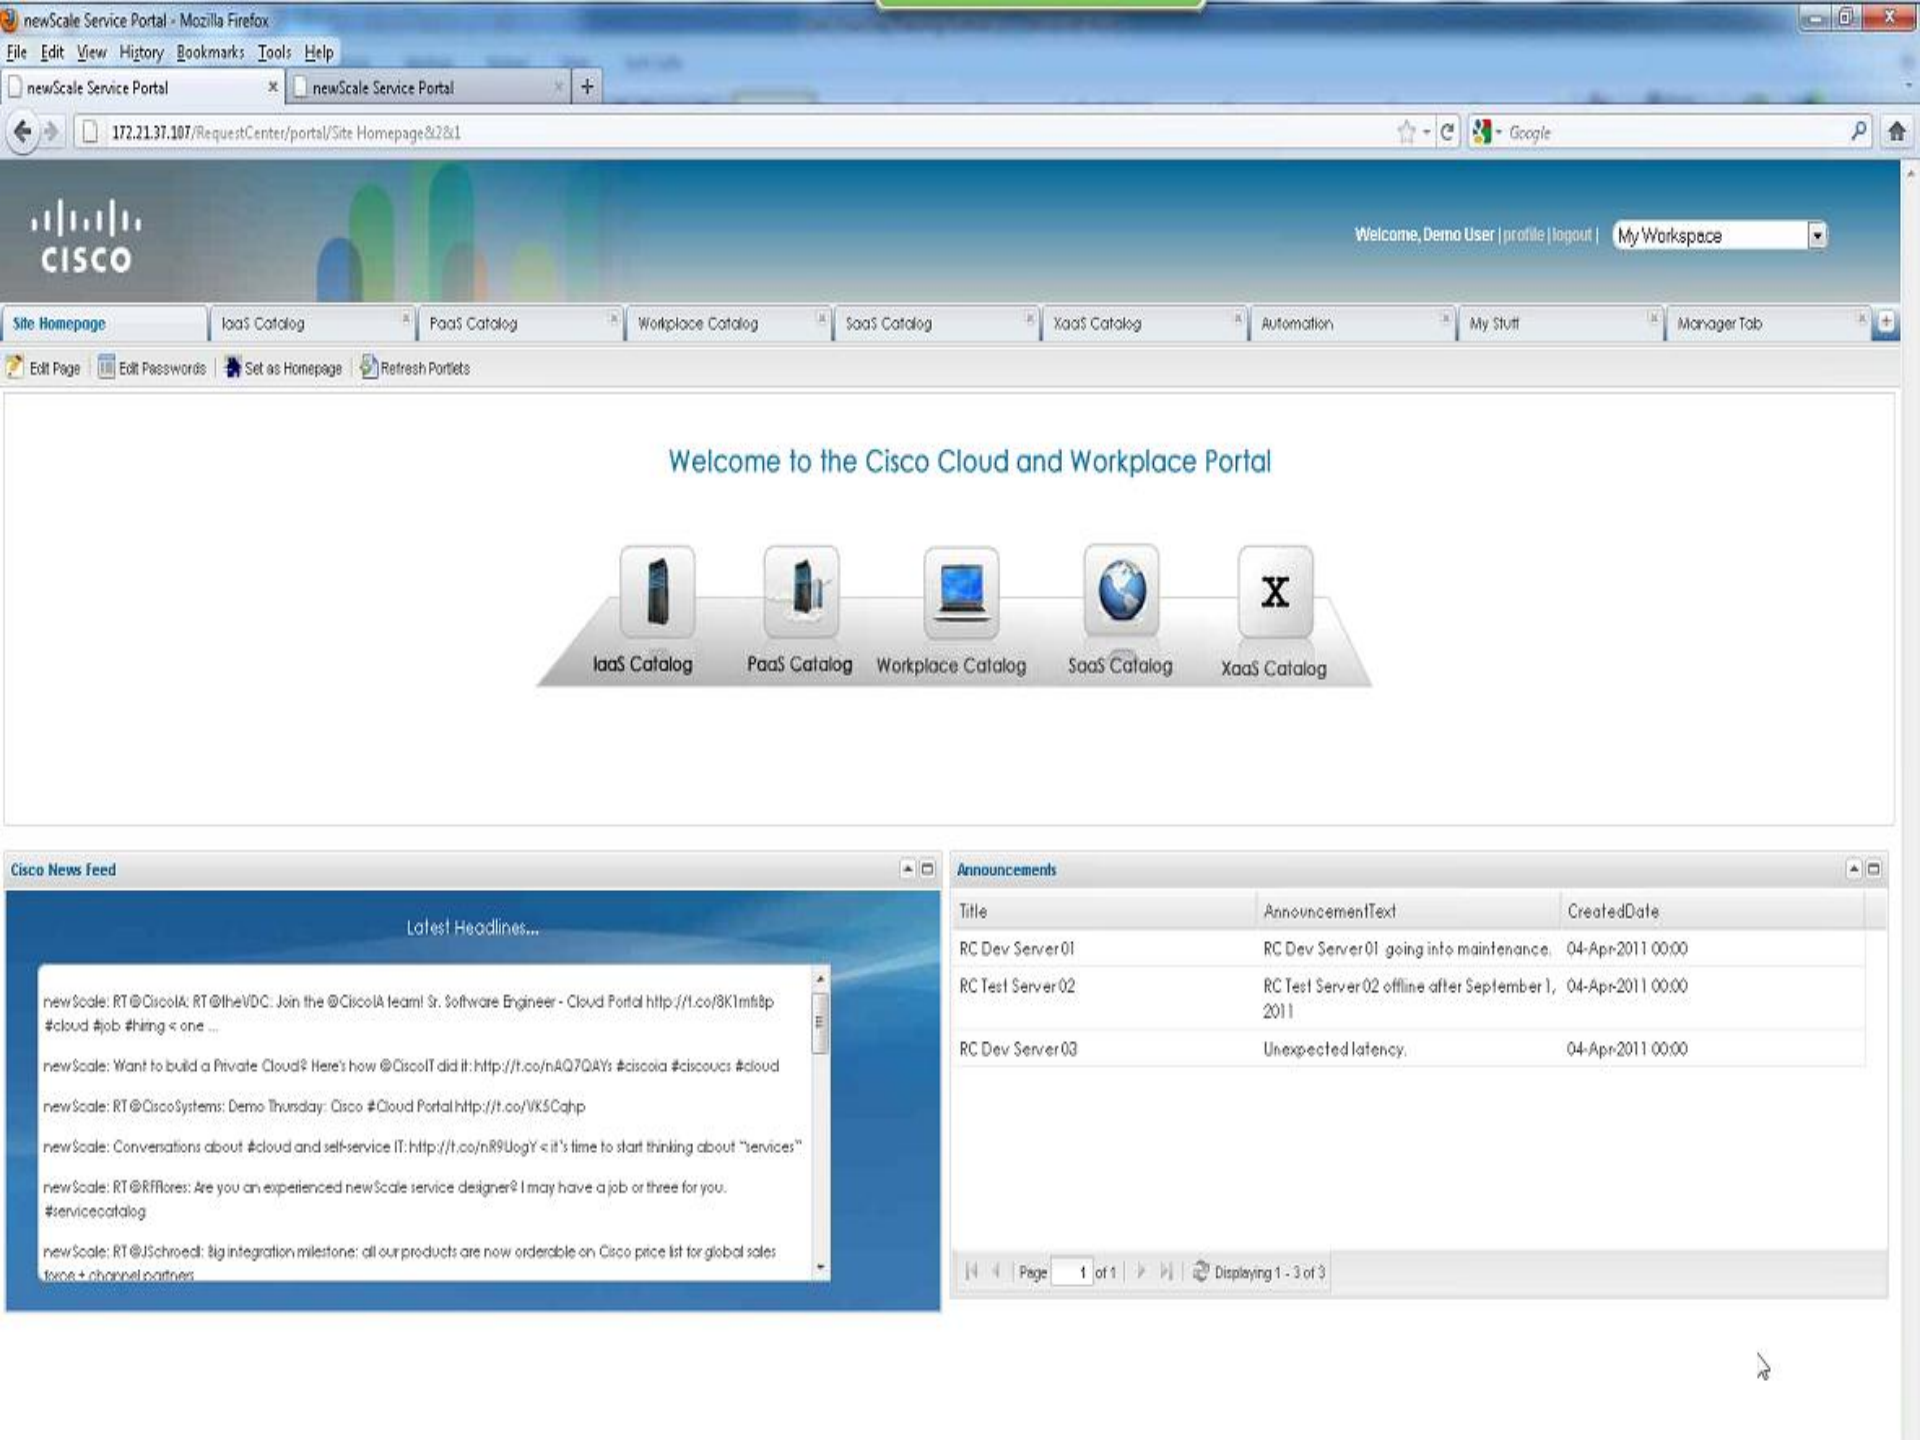 newScale Service Portal - Mozilla Firefox
File Edit View History Bookmarks Tools Help
newScale Service Portal
newScale Service Portal
172.21.37.107/RequestCenter/portal/Site Homepage&2&1
Google
CISCO
Welcome, Demo User | profile | logout |
My Workspace
Site Homepage
IaaS Catalog
PaaS Catalog
Workplace Catalog
SaaS Catalog
XaaS Catalog
Automation
My Stuff
Manager Tab
Edit Page
Edit Passwords
Set as Homepage
Refresh Portlets
Welcome to the Cisco Cloud and Workplace Portal
X
IaaS Catalog
PaaS Catalog
Workplace Catalog
SaaS Catalog
XaaS Catalog
Cisco News Feed
Latest Headlines...
newScale: RT @CiscoIA: RT @theVDC: Join the @CiscoIA team! Sr. Software Engineer - Cloud Portal
#cloud #job #hiring < one ...
newScale: Want to build a Private Cloud? Here's how @CiscoIT did it: http://t.co/nAQ7QAYs #ciscoia #ciscoucs #cloud
newScale: RT @CiscoSystems: Demo Thursday: Cisco #Cloud Portal http://t.co/VK5Cqhp
newScale: Conversations about #cloud and self-service IT: http://t.co/nR9UogY < it's time to start thinking about "services"
newScale: RT @RFFlores: Are you an experienced newScale service designer? I may have a job or three for you.
#servicecatalog
newScale: RT @JSchroedl: Big integration milestone: all our products are now orderable on Cisco price list for global sales
force + channel partners
Announcements
Title AnnouncementText CreatedDate
RC Dev Server 01 RC Dev Server 01 going into maintenance. 04-Apr-2011 00:00
RC Test Server 02 RC Test Server 02 offline after September 1, 04-Apr-2011 00:00
2011
RC Dev Server 03 Unexpected latency. 04-Apr-2011 00:00
Page 1 of 1
Displaying 1 - 3 of 3